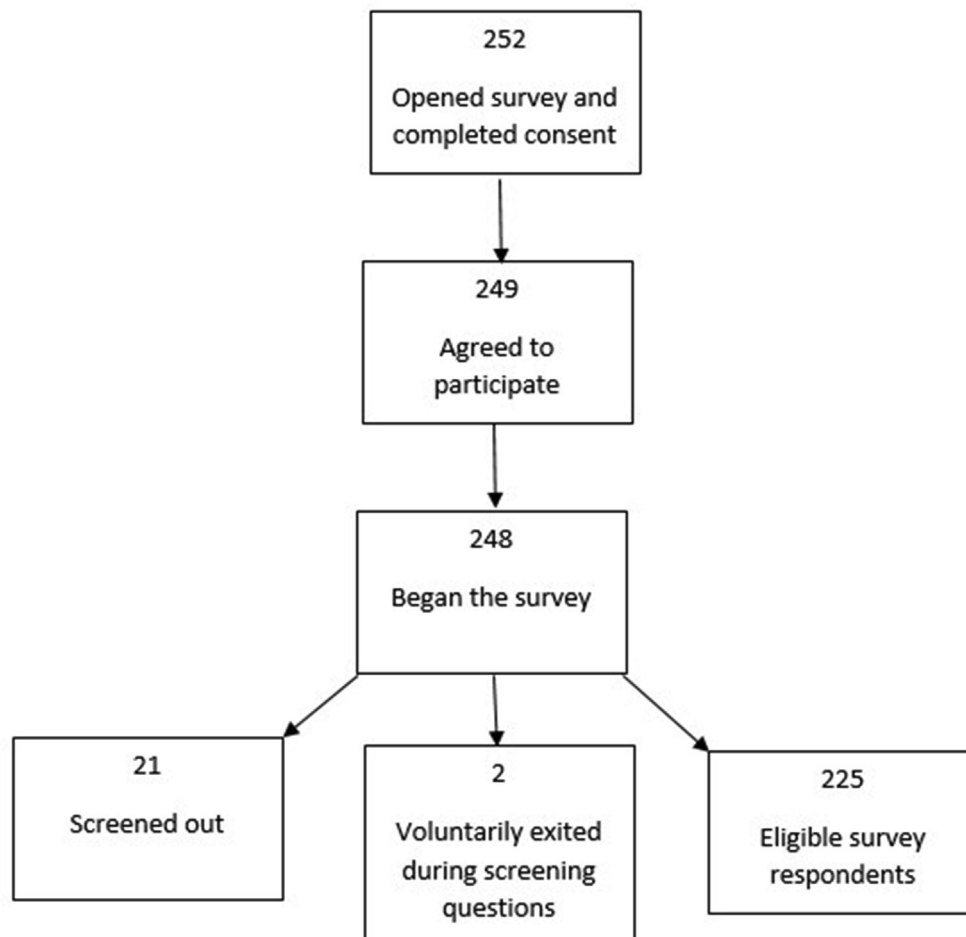 252
Opened survey and
completed consent
249
Agreed to
participate
248
Began the survey
21
Screened out
2
Voluntarily exited
during screening
questions
225
Eligible survey
respondents